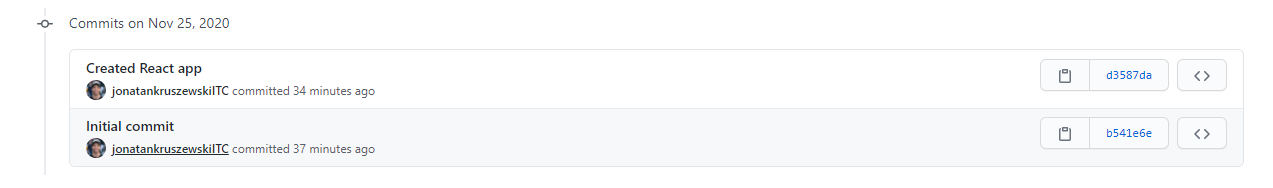 Commits on Nov 25, 2020
Created React app
d3587da
jonatankruszewskiITC committed 34 minutes ago
Initial commit
b541e6e
jonatankruszewskiITC committed 37 minutes ago